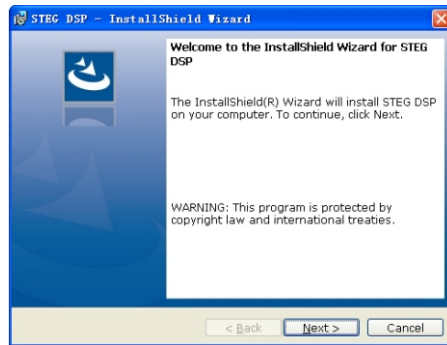 STEG DSP - InstallShield Wizard
Welcome to the InstallShield Wizard for STEG
DSP
The InstallShield(R) Wizard will install STEG DSP
on your computer. To continue, click Next.
WARNING: This program is protected by
copyright law and international treaties.
< Back
Next >
Cancel